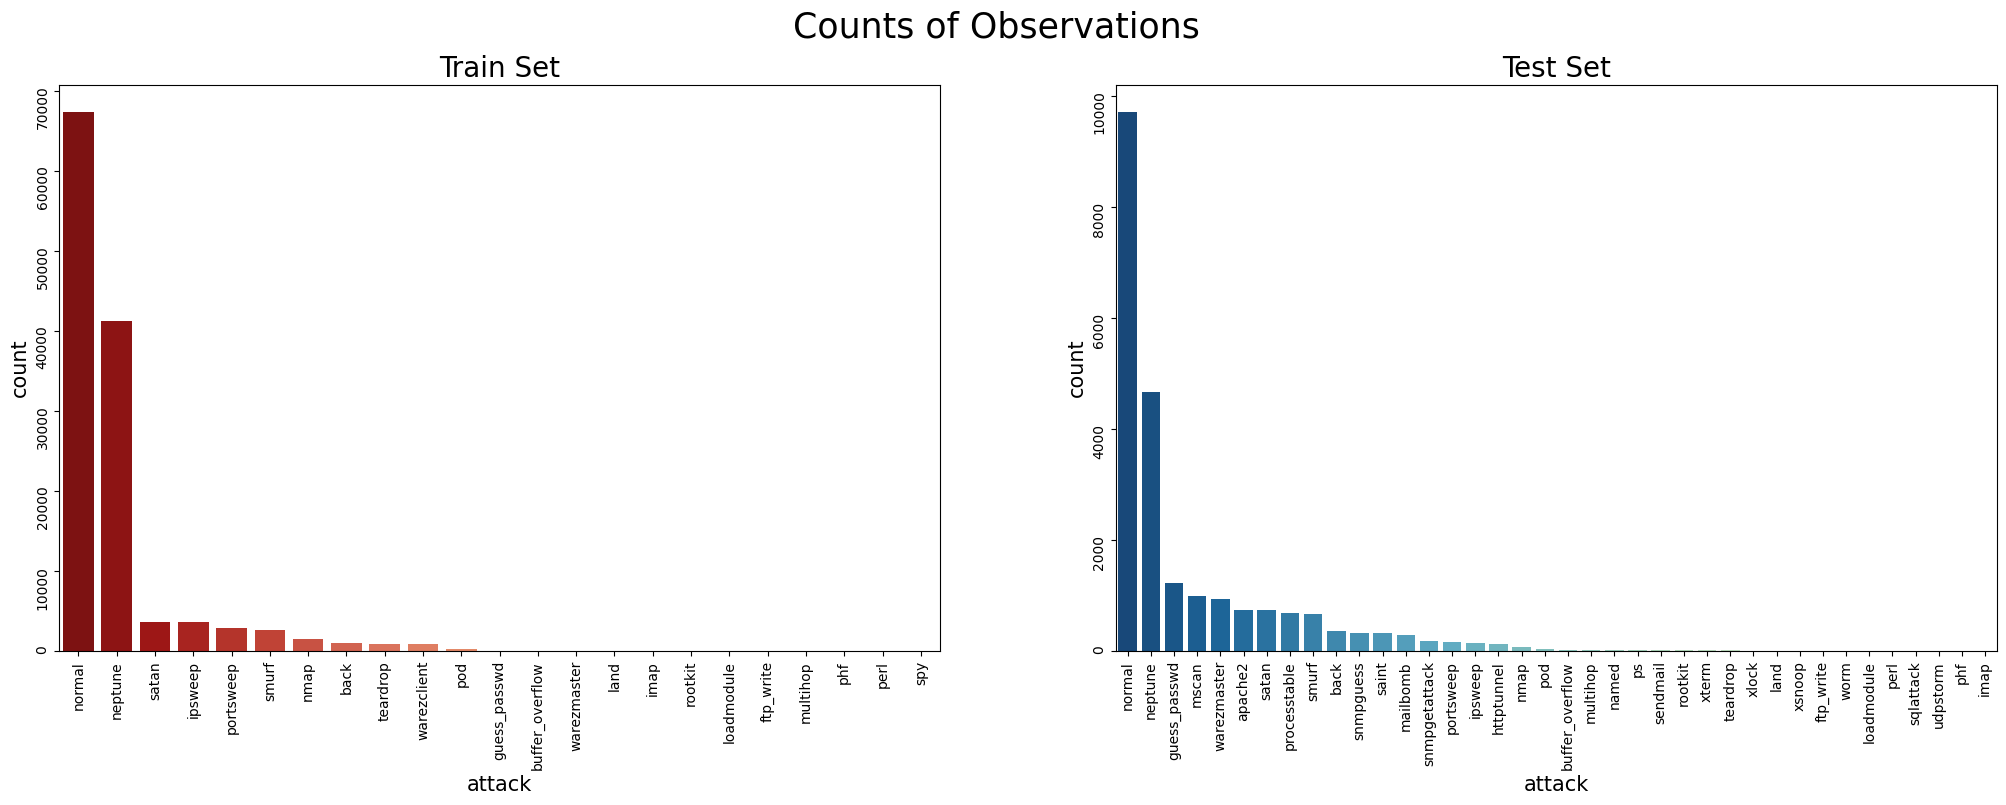 Counts of Observations
Train Set
count
70000
60000
50000
40000
30000
20000
10000
0
normal
neptune
satan
ipsweep
portsweep
smurf
nmap
back
teardrop
warezclient
pod
guess_passwd
buffer_overflow
warezmaster
land
imap
rootkit
loadmodule
ftp_write
multihop
phf
perl
spy
attack
Test Set
count
10000
8000
6000
4000
2000
0
normal
neptune
guess_passwd
mscan
warezmaster
apache2
satan
processtable
smurf
back
snmpguess
saint
mailbomb
snmpgetattack
portsweep
ipsweep
httptunnel
nmap
pod
buffer_overflow
multihop
named
ps
sendmail
rootkit
xterm
teardrop
xlock
land
xsnoop
ftp_write
worm
loadmodule
perl
sqlattack
udpstorm
phf
imap
attack